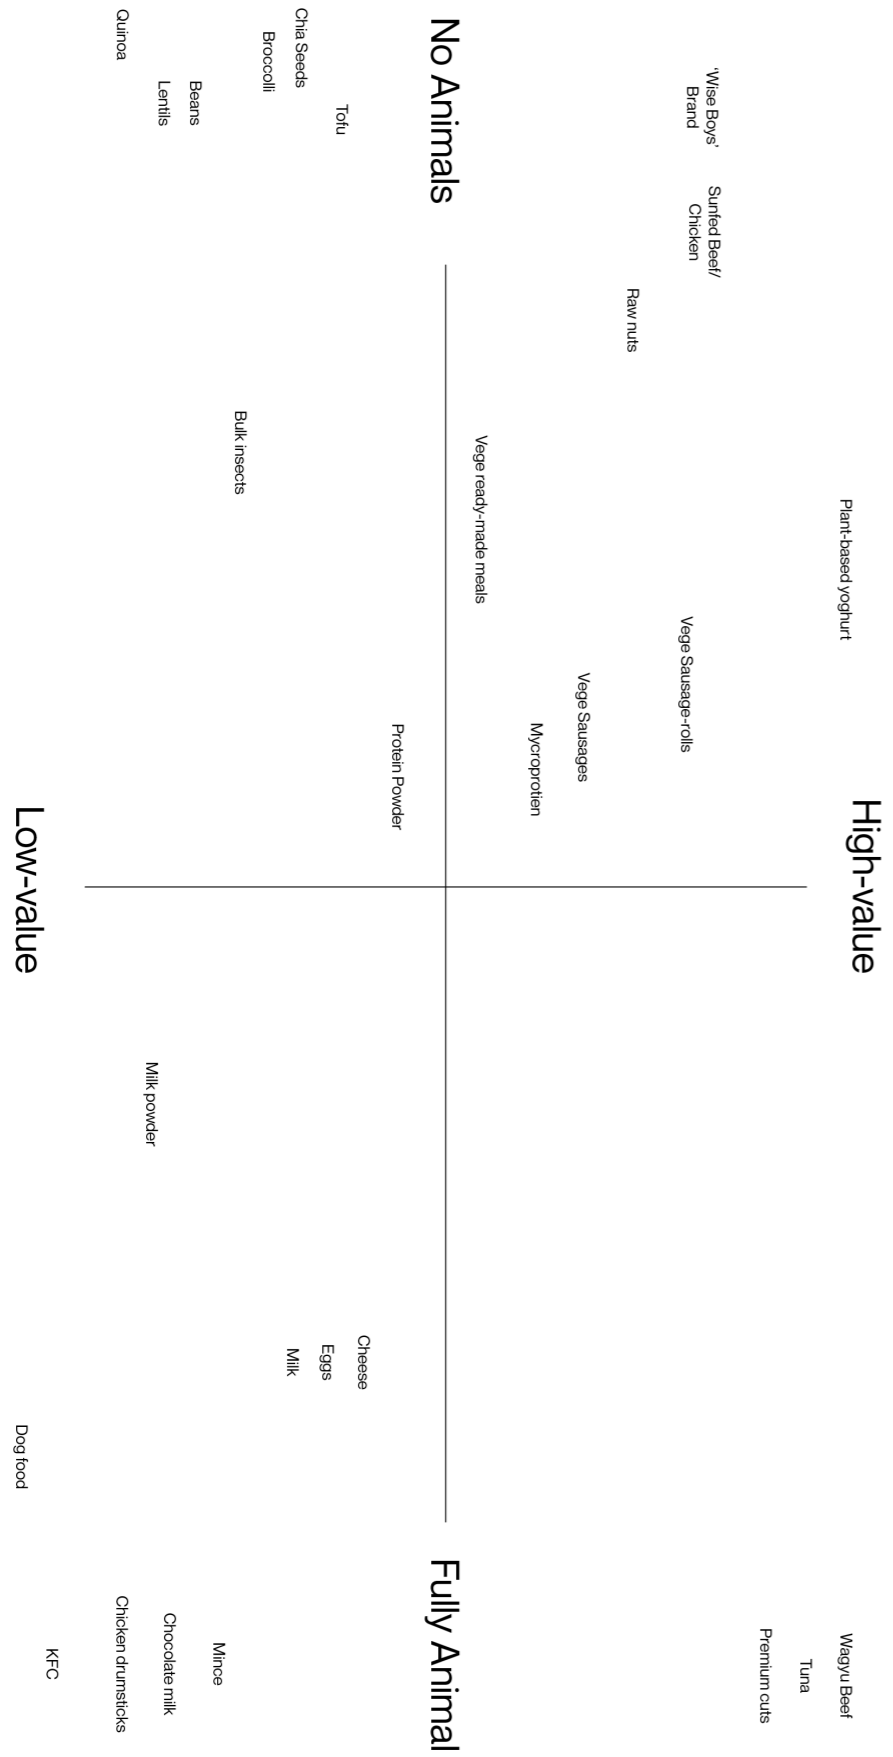 High-value
Wagyu Beef
Plant-based yoghurt
Tuna
Premium cuts
'Wise Boys'
Brand
Sunfed Beef/
Chicken
Vege Sausage-rolls
Raw nuts
Vege Sausages
Mycroprotien
Vege ready-made meals
No Animals
Fully Animal
Protein Powder
Cheese
Tofu
Eggs
Chia Seeds
Milk
Broccolli
Bulk insects
Mince
Beans
Chocolate milk
Lentils
Milk powder
Quinoa
Chicken drumsticks
KFC
Dog food
Low-value